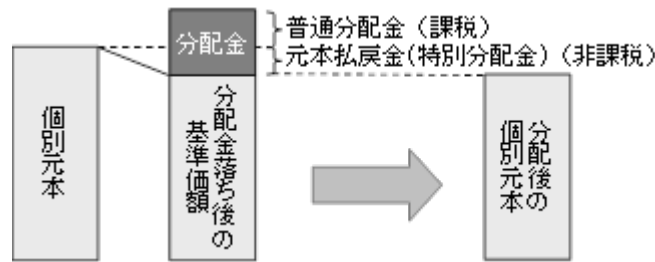 分配金
普通分配金（課税）
元本払戻金(特別分配金)（非課税）
個別元本
分配金落ち後の
基準価額
分配後の
個別元本